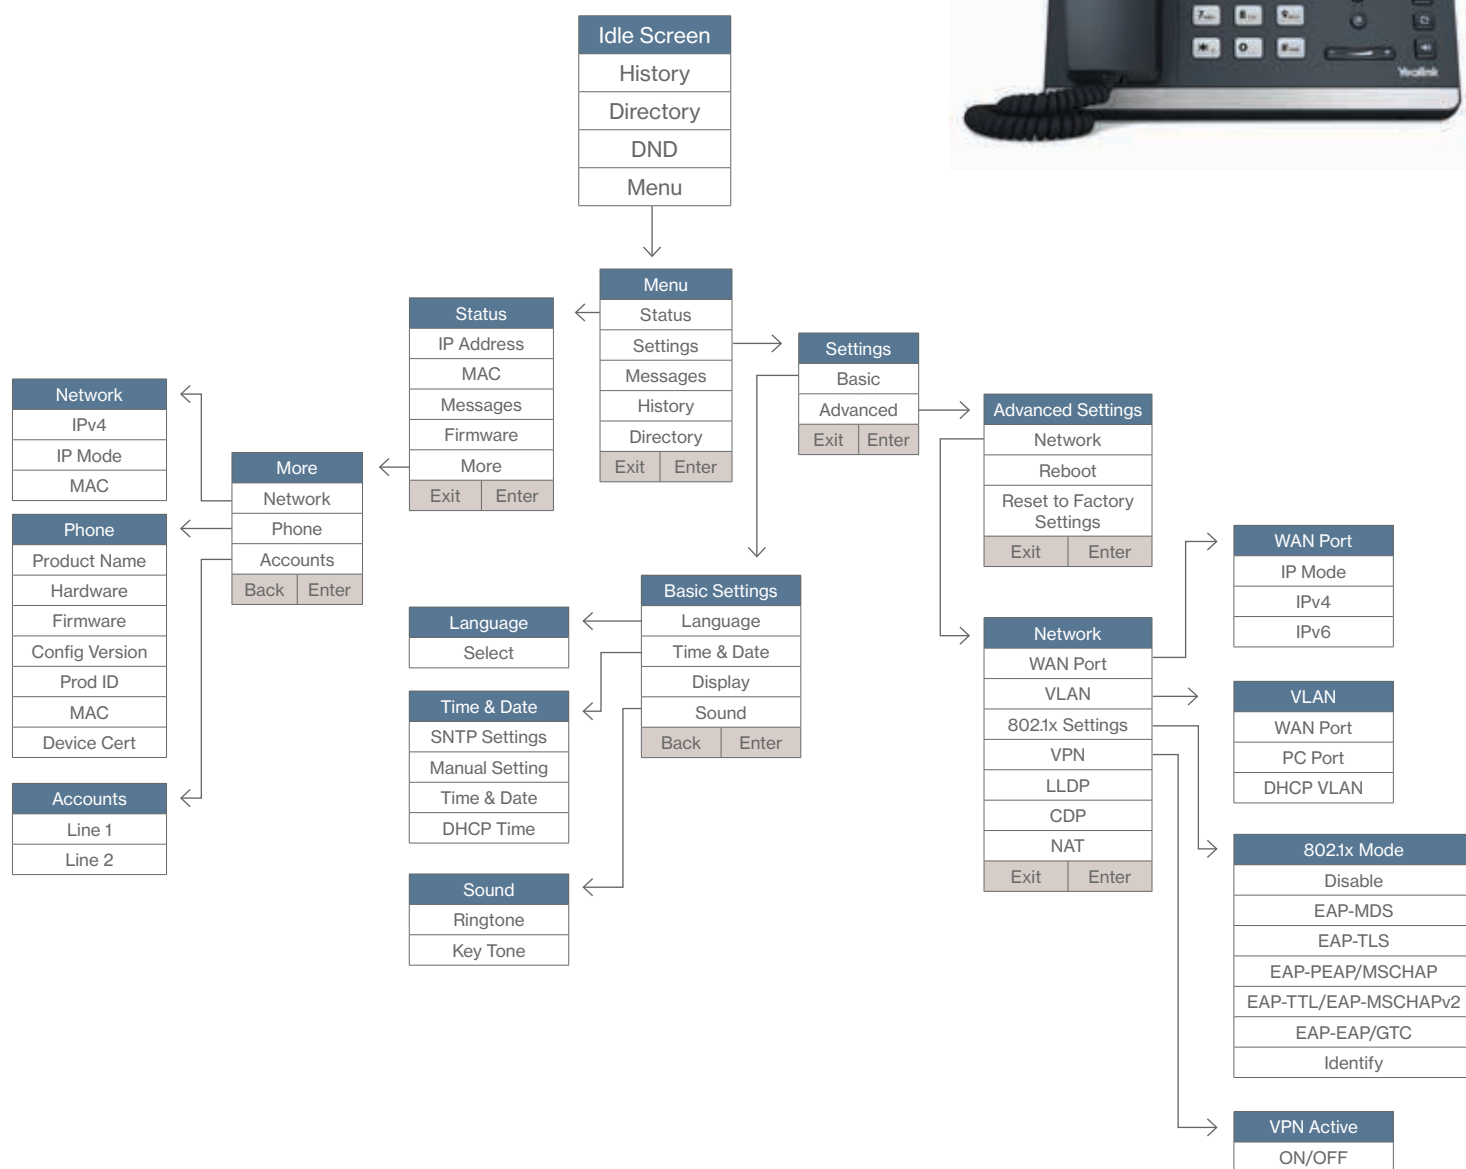 Idle Screen
History
Directory
DND
Menu
Yealink
Menu
Status
Settings
Messages
History
Directory
Exit Enter
Status
IP Address
MAC
Messages
Firmware
More
Exit Enter
Settings
Basic
Advanced
Exit Enter
Network
IPv4
IP Mode
MAC
More
Network
Phone
Accounts
Back Enter
Phone
Product Name
Hardware
Firmware
Config Version
Prod ID
MAC
Device Cert
Accounts
Line 1
Line 2
Advanced Settings
Network
Reboot
Reset to Factory
Settings
Exit Enter
Basic Settings
Language
Time & Date
Display
Sound
Back Enter
Language
Select
Time & Date
SNTP Settings
Manual Setting
Time & Date
DHCP Time
Sound
Ringtone
Key Tone
Network
WAN Port
VLAN
802.1x Settings
VPN
LLDP
CDP
NAT
Exit Enter
WAN Port
IP Mode
IPv4
IPv6
VLAN
WAN Port
PC Port
DHCP VLAN
802.1x Mode
Disable
EAP-MDS
EAP-TLS
EAP-PEAP/MSCHAP
EAP-TTL/EAP-MSCHAPv2
EAP-EAP/GTC
Identify
VPN Active
ON/OFF